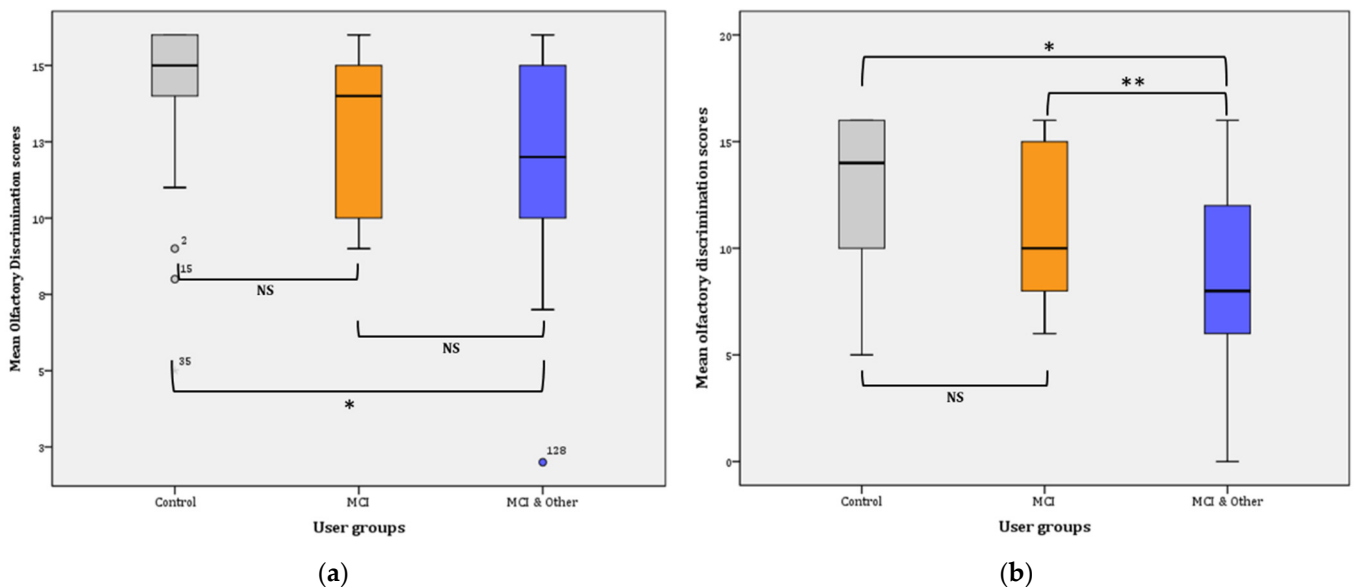 Mean Olfactory Discrimination scores
15
13
10
8
5
3
2
15
35
128
NS
NS
*
Control
MCI
MCI & Other
User groups
(a)
Mean olfactory discrimination scores
20
15
10
5
0
*
**
NS
Control
MCI
MCI & Other
User groups
(b)